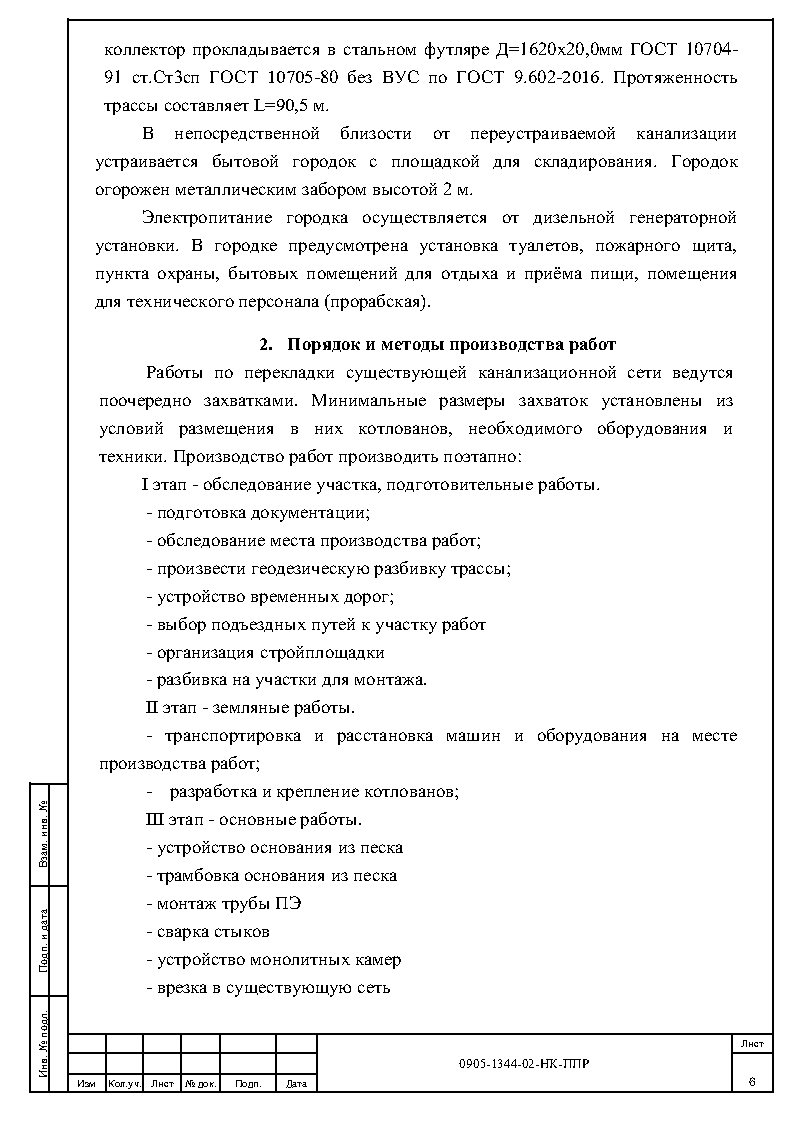 коллектор прокладывается в стальном футляре Д=1620х20,0мм ГОСТ 10704-
91 ст.Ст3сп ГОСТ 10705-80 без ВУС по ГОСТ 9.602-2016. Протяженность
трассы составляет L=90,5 м.
В непосредственной близости от переустраиваемой канализации
устраивается бытовой городок с площадкой для складирования. Городок
огорожен металлическим забором высотой 2 м.
Электропитание городка осуществляется от дизельной генераторной
установки. В городке предусмотрена установка туалетов, пожарного щита,
пункта охраны, бытовых помещений для отдыха и приёма пищи, помещения
для технического персонала (прорабская).
2. Порядок и методы производства работ
Работы по перекладки существующей канализационной сети ведутся
поочередно захватками. Минимальные размеры захваток установлены из
условий размещения в них котлованов, необходимого оборудования и
техники. Производство работ производить поэтапно:
I этап - обследование участка, подготовительные работы.
- подготовка документации;
- обследование места производства работ;
- произвести геодезическую разбивку трассы;
- устройство временных дорог;
- выбор подъездных путей к участку работ
- организация стройплощадки
- разбивка на участки для монтажа.
II этап - земляные работы.
- транспортировка и расстановка машин и оборудования на месте
производства работ;
- разработка и крепление котлованов;
III этап - основные работы.
- устройство основания из песка
- трамбовка основания из песка
- монтаж трубы ПЭ
- сварка стыков
- устройство монолитных камер
- врезка в существующую сеть
Взам. инв. №
Подп. и дата
Инв. № подл.
Изм Кол.уч. Лист № док. Подп. Дата
0905-1344-02-НК-ППР
Лист
6